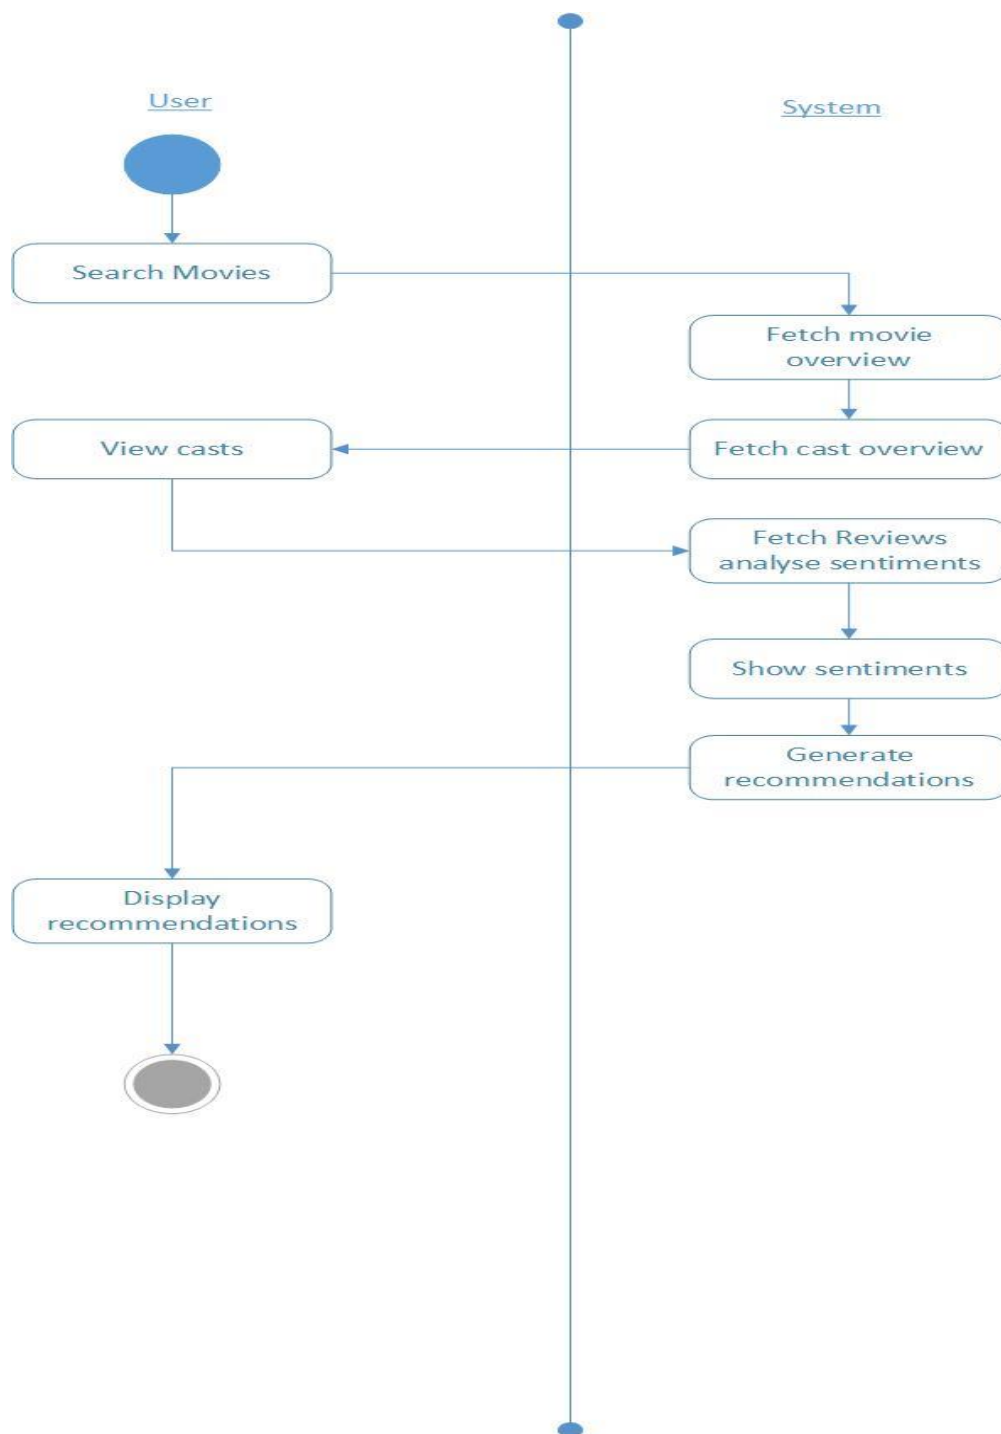 User
System
Search Movies
Fetch movie
overview
View casts
Fetch cast overview
Fetch Reviews
analyse sentiments
Show sentiments
Generate
recommendations
Display
recommendations